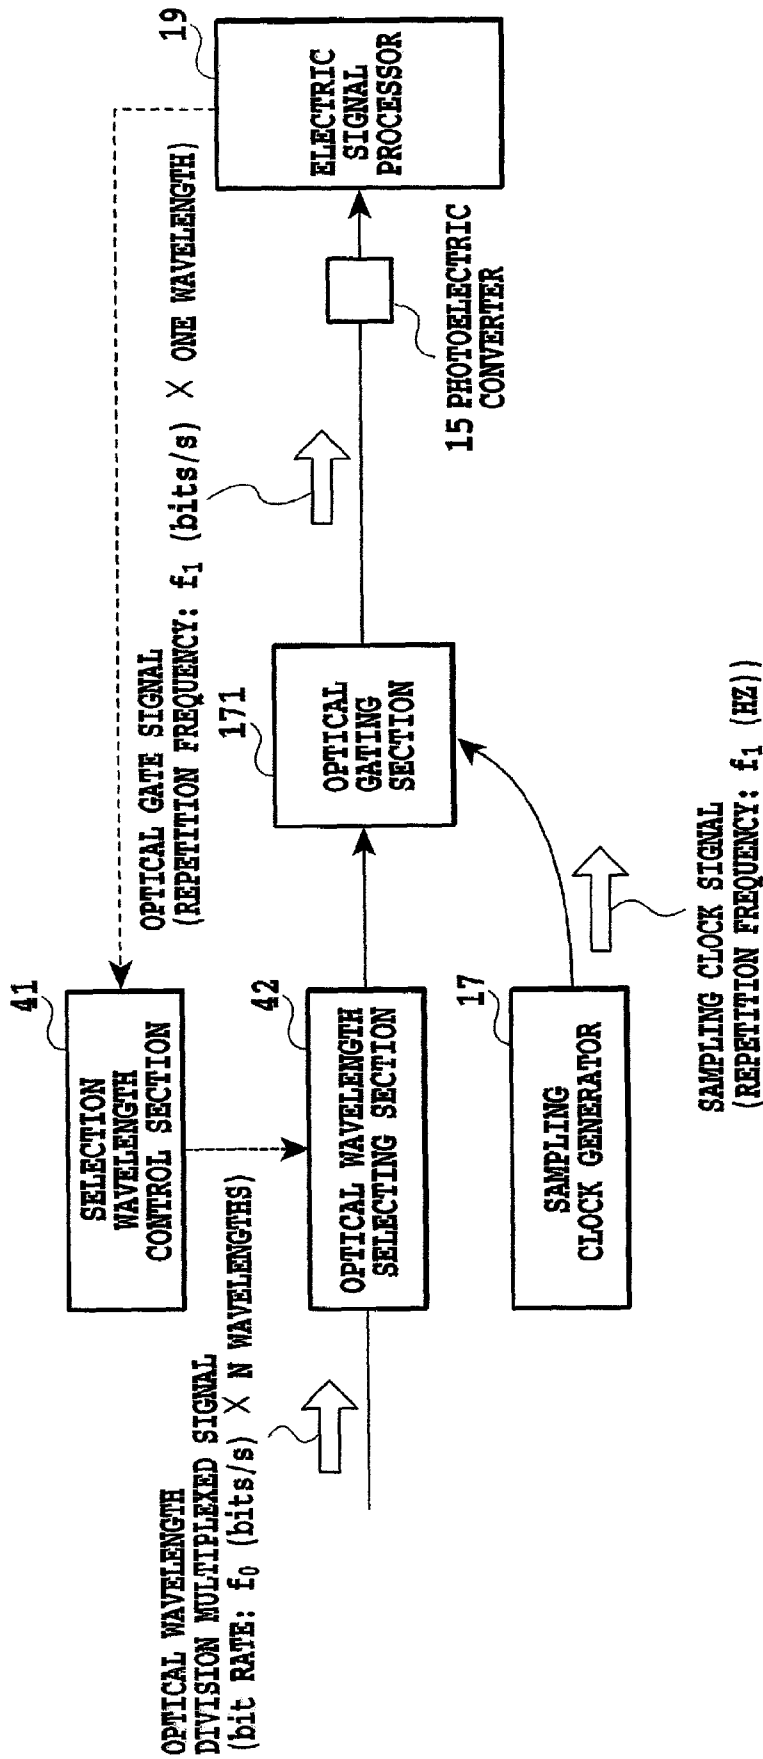 OPTICAL WAVELENGTH
DIVISION MULTIPLEXED SIGNAL
(bit RATE: f0 (bits/s) × N WAVELENGTHS)
41
SELECTION
WAVELENGTH
CONTROL SECTION
42
OPTICAL WAVELENGTH
SELECTING SECTION
17
SAMPLING
CLOCK GENERATOR
SAMPLING CLOCK SIGNAL
(REPETITION FREQUENCY: f1 (HZ))
OPTICAL GATE SIGNAL
(REPETITION FREQUENCY: f1 (bits/s) × ONE WAVELENGTH)
171
OPTICAL
GATING
SECTION
15 PHOTOELECTRIC
CONVERTER
19
ELECTRIC
SIGNAL
PROCESSOR